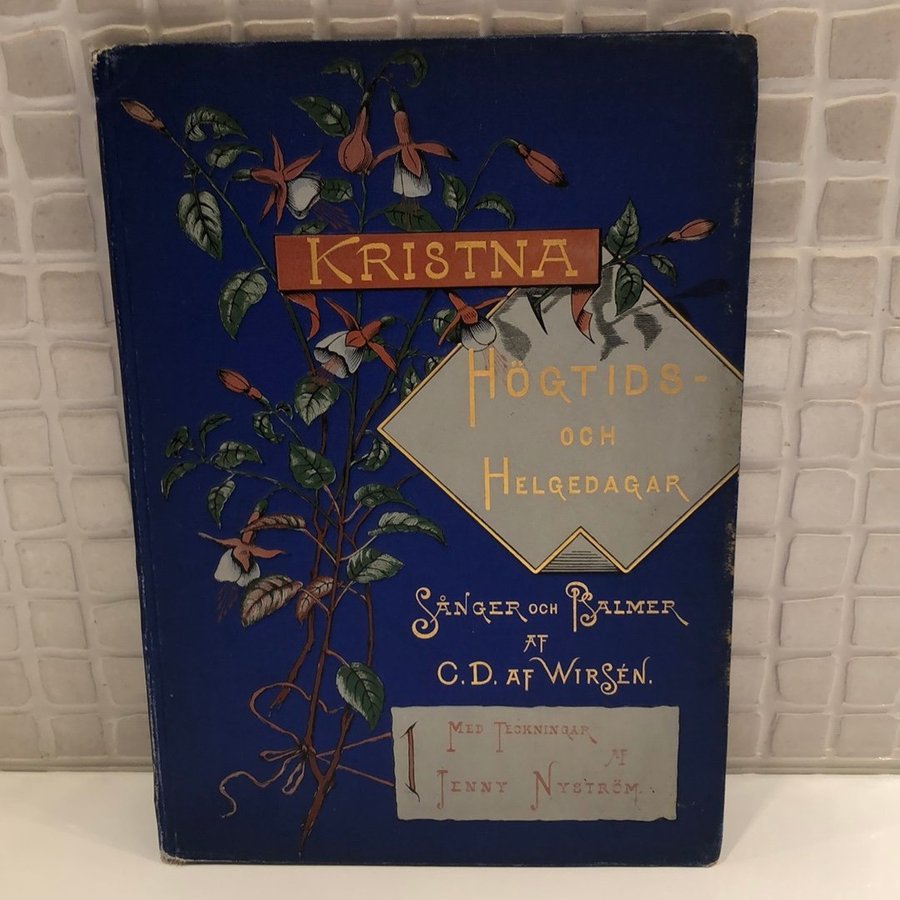 KRISTNA
HÖGTIDS-
OCH
HELGEDAGAR
SÅNGER OCH PSALMER
AF
C.D. AF WIRSÉN.
MED TECKNINGAR
AF
JENNY NYSTRÖM.